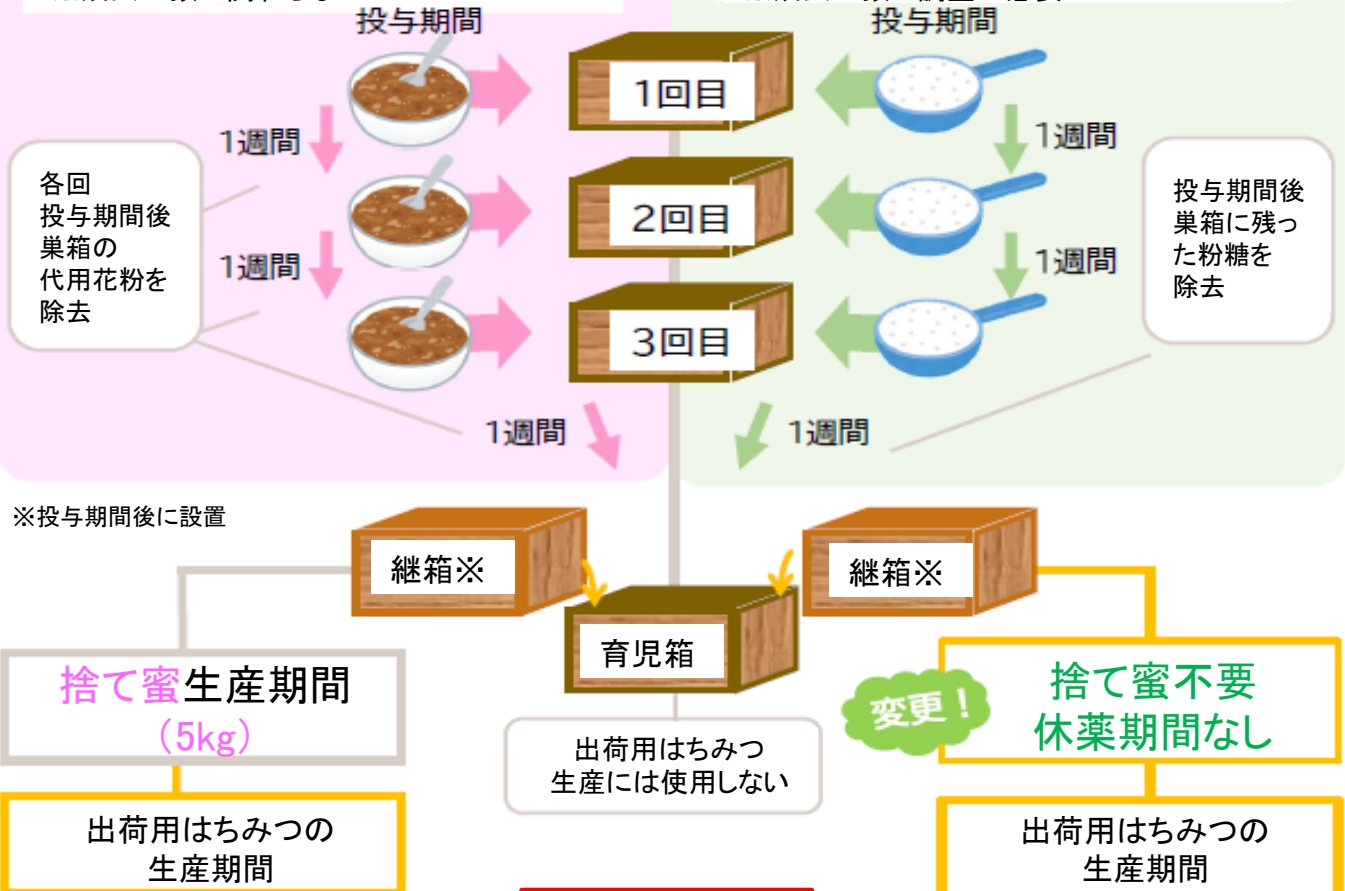 投与期間
投与期間
1回目
1週間
1週間
各回
投与期間後
巣箱の
代用花粉を
除去
2回目
投与期間後
巣箱に残っ
た粉糖を
除去
1週間
1週間
3回目
1週間
1週間
※投与期間後に設置
継箱※
継箱※
育児箱
捨て蜜生産期間
(5kg)
変更!
捨て蜜不要
休薬期間なし
出荷用はちみつ
生産には使用しない
出荷用はちみつの
生産期間
出荷用はちみつの
生産期間